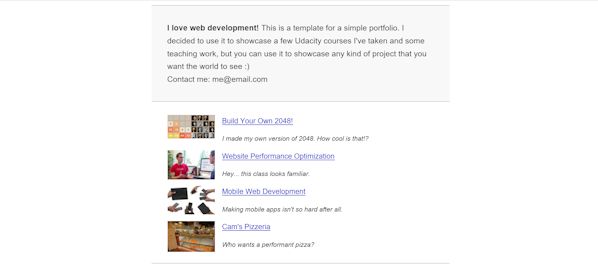 I love web development! This is a template for a simple portfolio. I
decided to use it to showcase a few Udacity courses I've taken and some
teaching work, but you can use it to showcase any kind of project that you
want the world to see :)
Contact me: me@email.com
Build Your Own 2048!
I made my own version of 2048. How cool is that!?
Website Performance Optimization
Hey... this class looks familiar.
Mobile Web Development
Making mobile apps isn't so hard after all.
Cam's Pizzeria
Who wants a performant pizza?